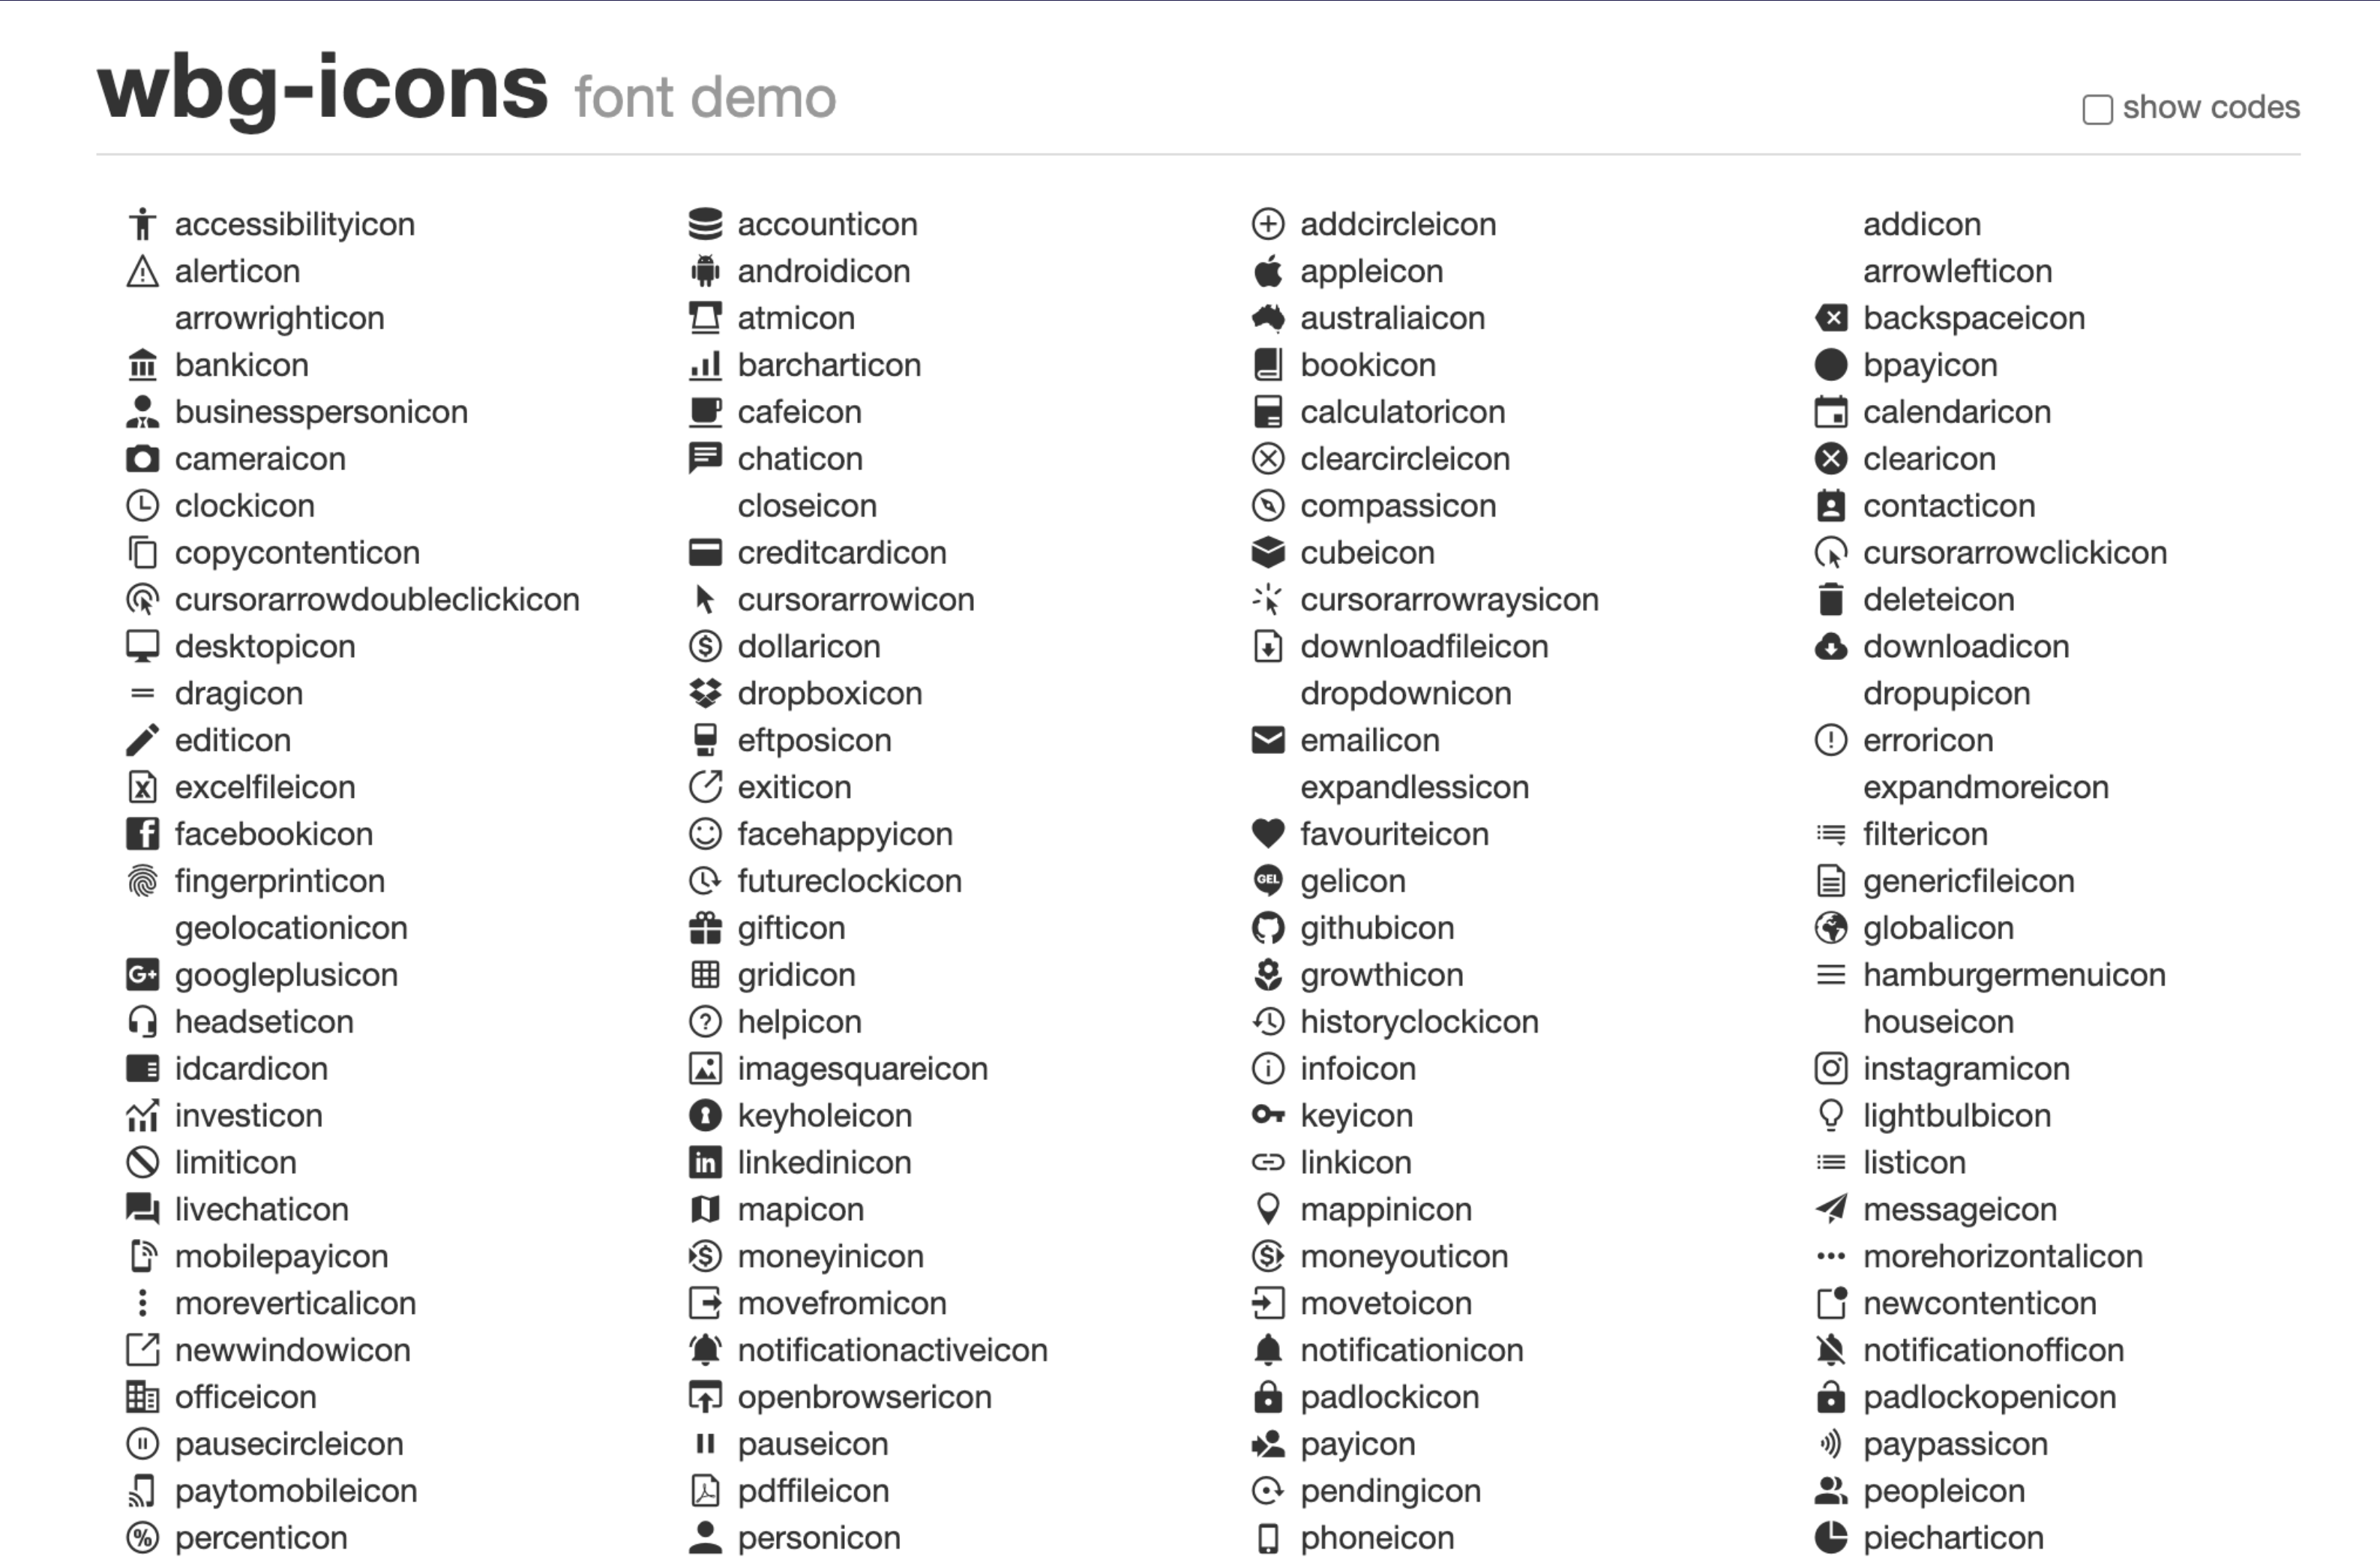 wbg-icons font demo
show codes
accessibilityicon accounticon addcircleicon addicon
alerticon androidicon appleicon arrowlefticon
arrowrighticon atmicon australiaicon backspaceicon
bankicon barcharticon bookicon bpayicon
businesspersonicon cafeicon calculatoricon calendaricon
cameraicon chaticon clearcircleicon clearicon
clockicon closeicon compassicon contacticon
copycontenticon creditcardicon cubeicon cursorarrowclickicon
cursorarrowdoubleclickicon cursorarrowicon cursorarrowraysicon deleteicon
desktopicon dollaricon downloadfileicon downloadicon
dragicon dropboxicon dropdownicon dropupicon
editicon eftposicon emailicon erroricon
excelfileicon exiticon expandlessicon expandmoreicon
facebookicon facehappyicon favouriteicon filtericon
fingerprinticon futureclockicon GEL gelicon genericfileicon
geolocationicon gifticon githubicon globalicon
G+ googleplusicon gridicon growthicon hamburgermenuicon
headseticon helpicon historyclockicon houseicon
idcardicon imagesquareicon infoicon instagramicon
investicon keyholeicon keyicon lightbulbicon
limiticon in linkedinicon linkicon listicon
livechaticon mapicon mappinicon messageicon
mobilepayicon moneyinicon moneyouticon morehorizontalicon
moreverticalicon movefromicon movetoicon newcontenticon
newwindowicon notificationactiveicon notificationicon notificationofficon
officeicon openbrowsericon padlockicon padlockopenicon
pausecircleicon pauseicon payicon paypassicon
paytomobileicon pdffileicon pendingicon peopleicon
percenticon personicon phoneicon piecharticon